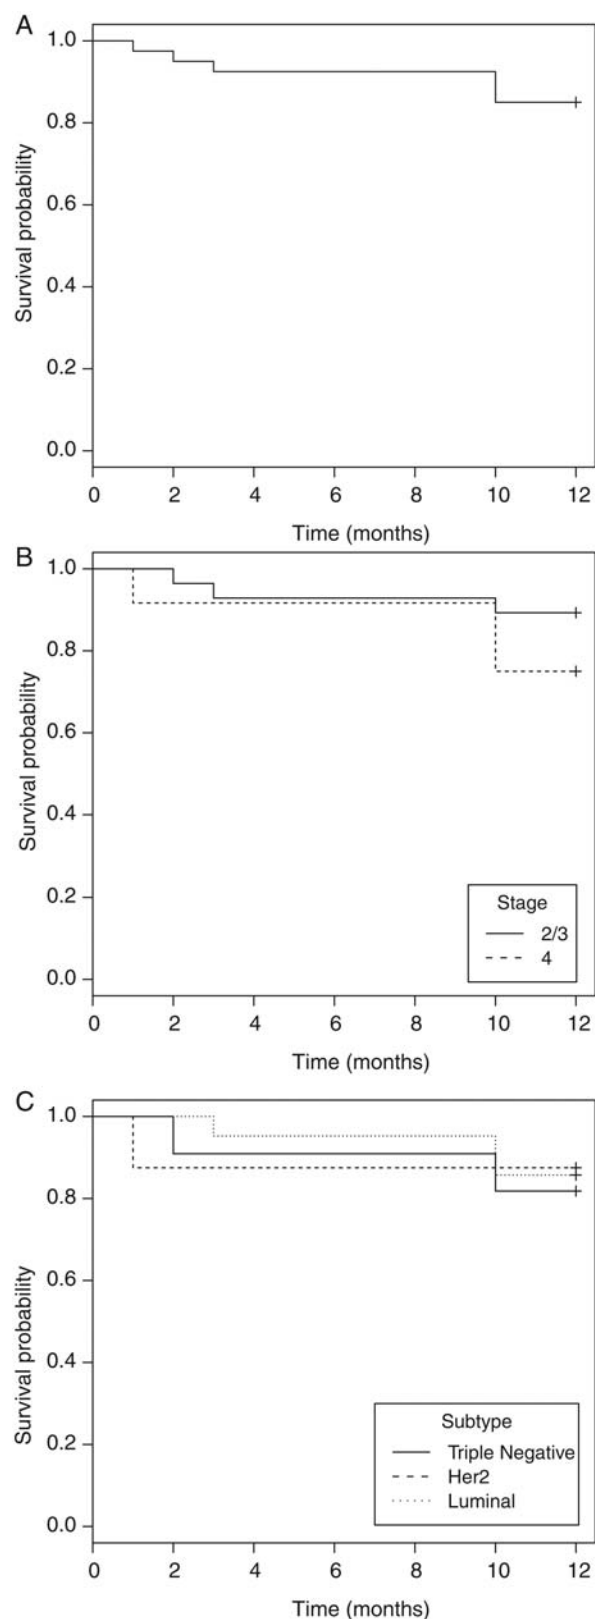 A
1.0
0.8
0.6
0.4
0.2
0.0
Survival probability
0 2 4 6 8 10 12
Time (months)
B
1.0
0.8
0.6
0.4
0.2
0.0
Survival probability
Stage
2/3
4
0 2 4 6 8 10 12
Time (months)
C
1.0
0.8
0.6
0.4
0.2
0.0
Survival probability
Subtype
Triple Negative
Her2
Luminal
0 2 4 6 8 10 12
Time (months)